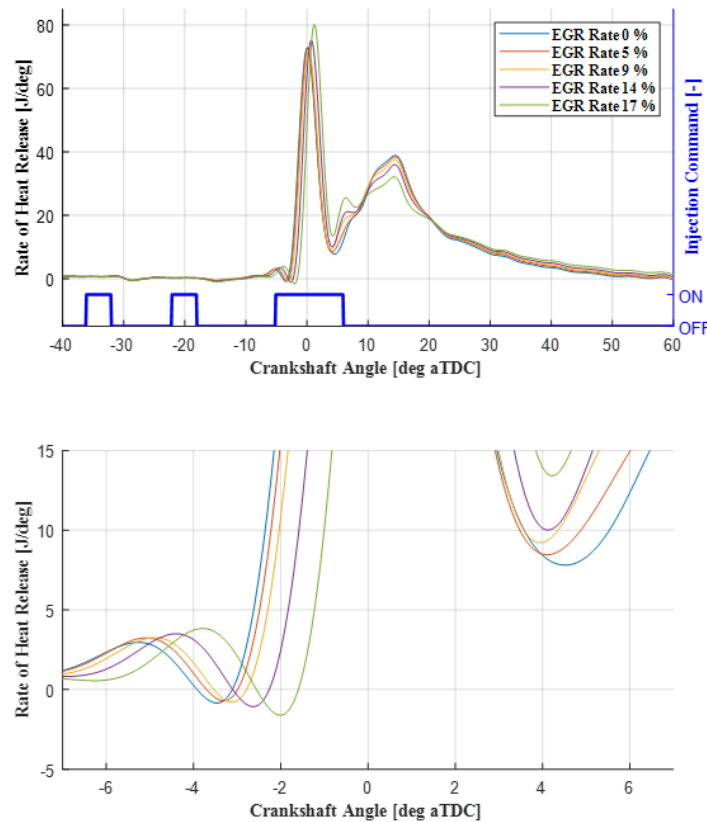 80
60
40
20
0
Rate of Heat Release [J/deg]
EGR Rate 0 %
EGR Rate 5 %
EGR Rate 9 %
EGR Rate 14 %
EGR Rate 17 %
Injection Command [-]
ON
OFF
-40 -30 -20 -10 0 10 20 30 40 50 60
Crankshaft Angle [deg aTDC]
15
10
5
0
-5
Rate of Heat Release [J/deg]
-6 -4 -2 0 2 4 6
Crankshaft Angle [deg aTDC]